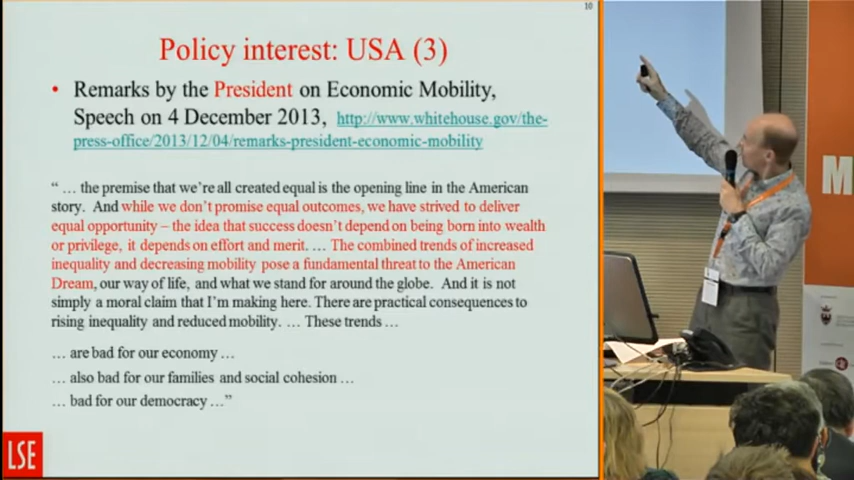 10
Policy interest: USA (3)
• Remarks by the President on Economic Mobility,
Speech on 4 December 2013, http://www.whitehouse.gov/the-
press-office/2013/12/04/remarks-president-economic-mobility
“ … the premise that we’re all created equal is the opening line in the American
story. And while we don’t promise equal outcomes, we have strived to deliver
equal opportunity – the idea that success doesn’t depend on being born into wealth
or privilege, it depends on effort and merit. … The combined trends of increased
inequality and decreasing mobility pose a fundamental threat to the American
Dream, our way of life, and what we stand for around the globe. And it is not
simply a moral claim that I’m making here. There are practical consequences to
rising inequality and reduced mobility. … These trends …
… are bad for our economy …
… also bad for our families and social cohesion …
… bad for our democracy …”
LSE
M